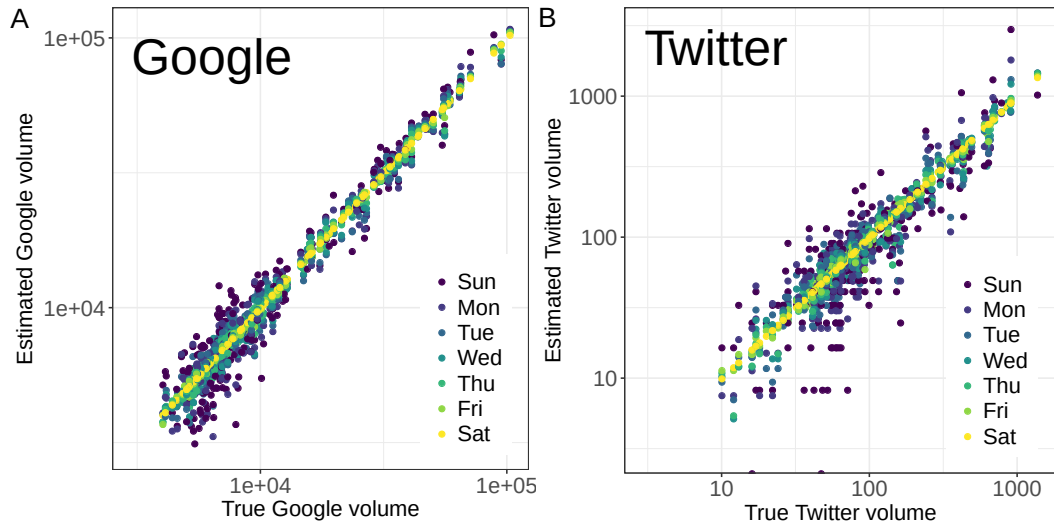 A
Google
Estimated Google volume
1e+05
1e+04
Sun
Mon
Tue
Wed
Thu
Fri
Sat
1e+04
1e+05
True Google volume
B
Twitter
Estimated Twitter volume
1000
100
10
Sun
Mon
Tue
Wed
Thu
Fri
Sat
10
100
1000
True Twitter volume